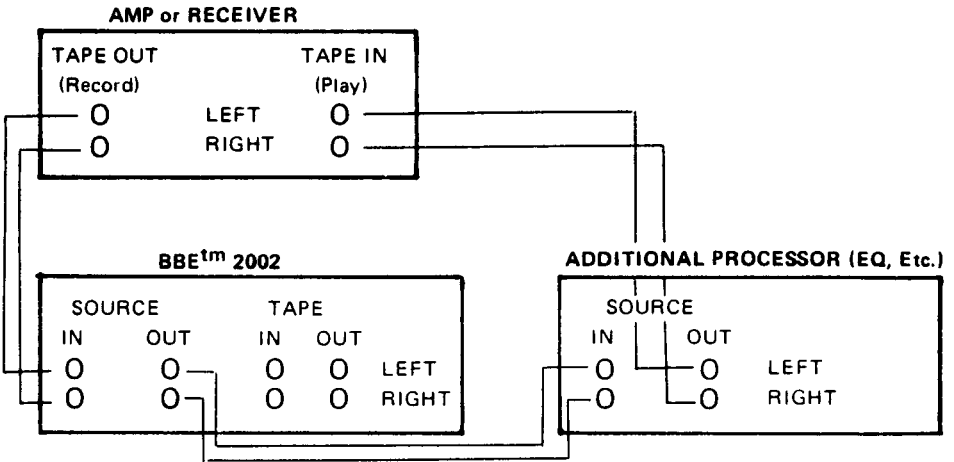 AMP or RECEIVER
TAPE OUT TAPE IN
(Record) (Play)
O LEFT O
O RIGHT O
BBEtm 2002
SOURCE TAPE
IN OUT IN OUT
O O O O LEFT
O O O O RIGHT
ADDITIONAL PROCESSOR (EQ, Etc.)
SOURCE
IN OUT
O O LEFT
O O RIGHT